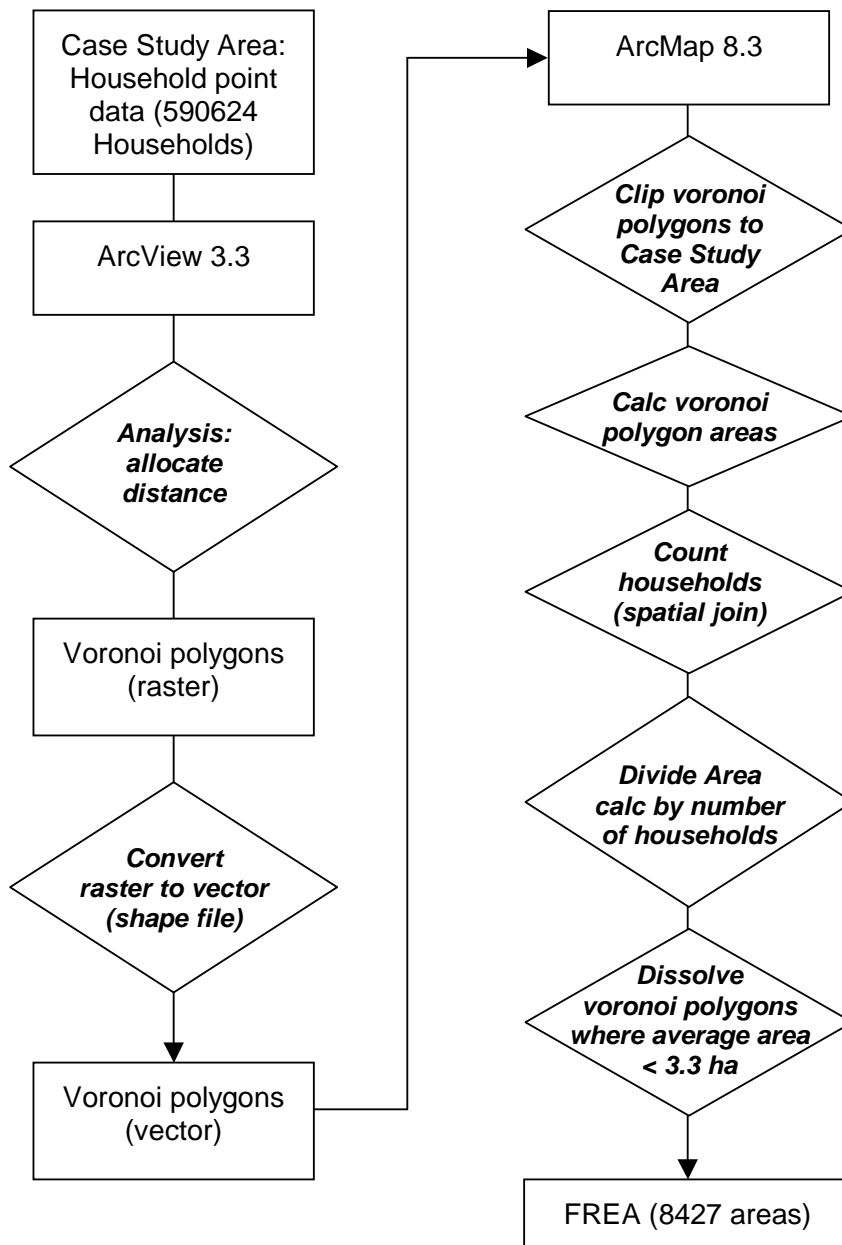 Case Study Area:
Household point
data (590624
Households)
ArcView 3.3
Analysis:
allocate
distance
Voronoi polygons
(raster)
Convert
raster to vector
(shape file)
Voronoi polygons
(vector)
ArcMap 8.3
Clip voronoi
polygons to
Case Study
Area
Calc voronoi
polygon areas
Count
households
(spatial join)
Divide Area
calc by number
of households
Dissolve
voronoi polygons
where average area
< 3.3 ha
FREA (8427 areas)